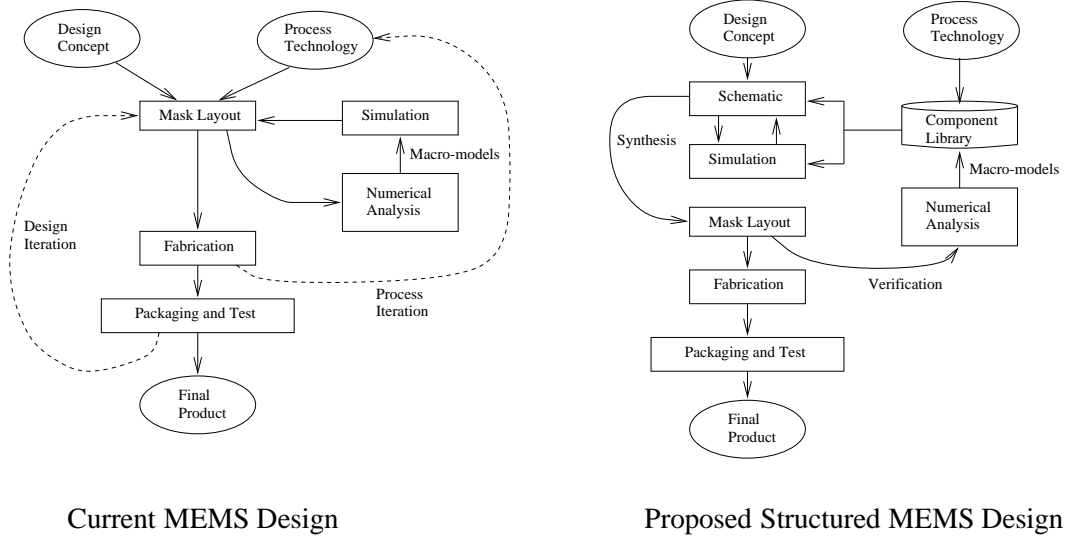 Design
Concept
Process
Technology
Mask Layout
Simulation
Macro-models
Numerical
Analysis
Design
Iteration
Fabrication
Process
Iteration
Packaging and Test
Final
Product
Current MEMS Design
Design
Concept
Process
Technology
Schematic
Component
Library
Synthesis
Simulation
Macro-models
Numerical
Analysis
Mask Layout
Verification
Fabrication
Packaging and Test
Final
Product
Proposed Structured MEMS Design